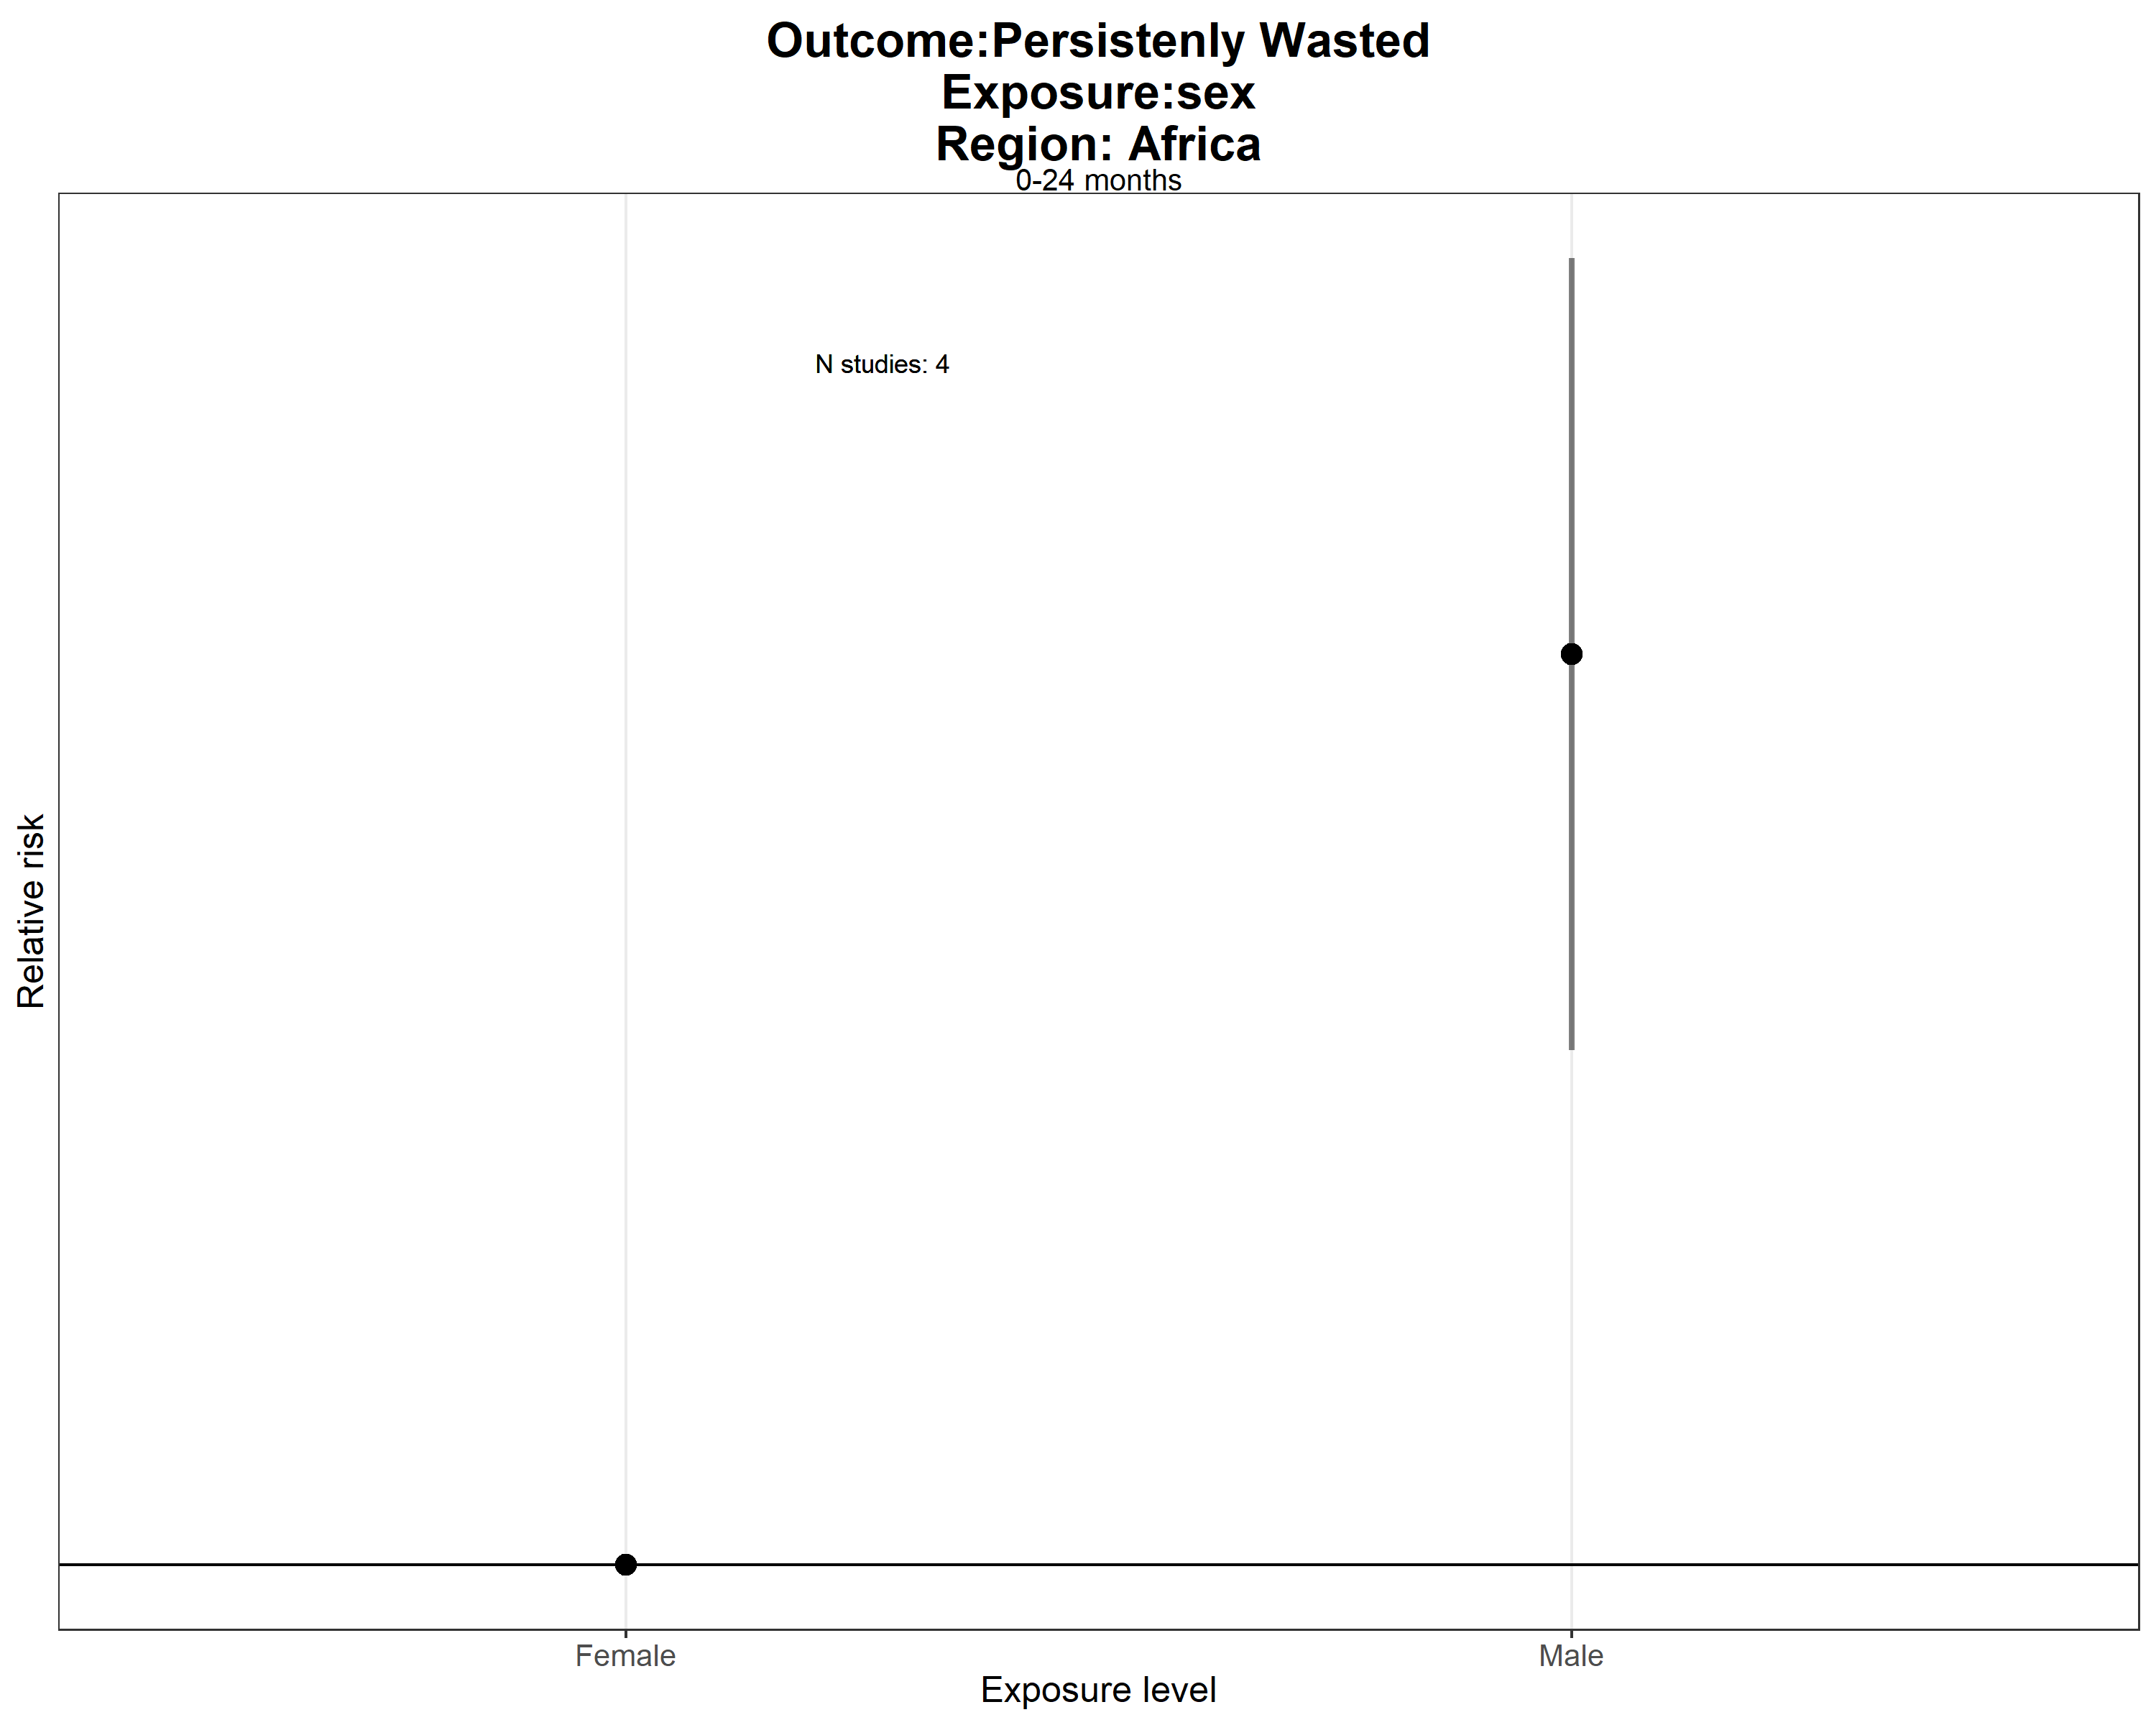 Outcome:Persistenly Wasted
Exposure:sex
Region: Africa
0-24 months
N studies: 4
Relative risk
Female
Male
Exposure level